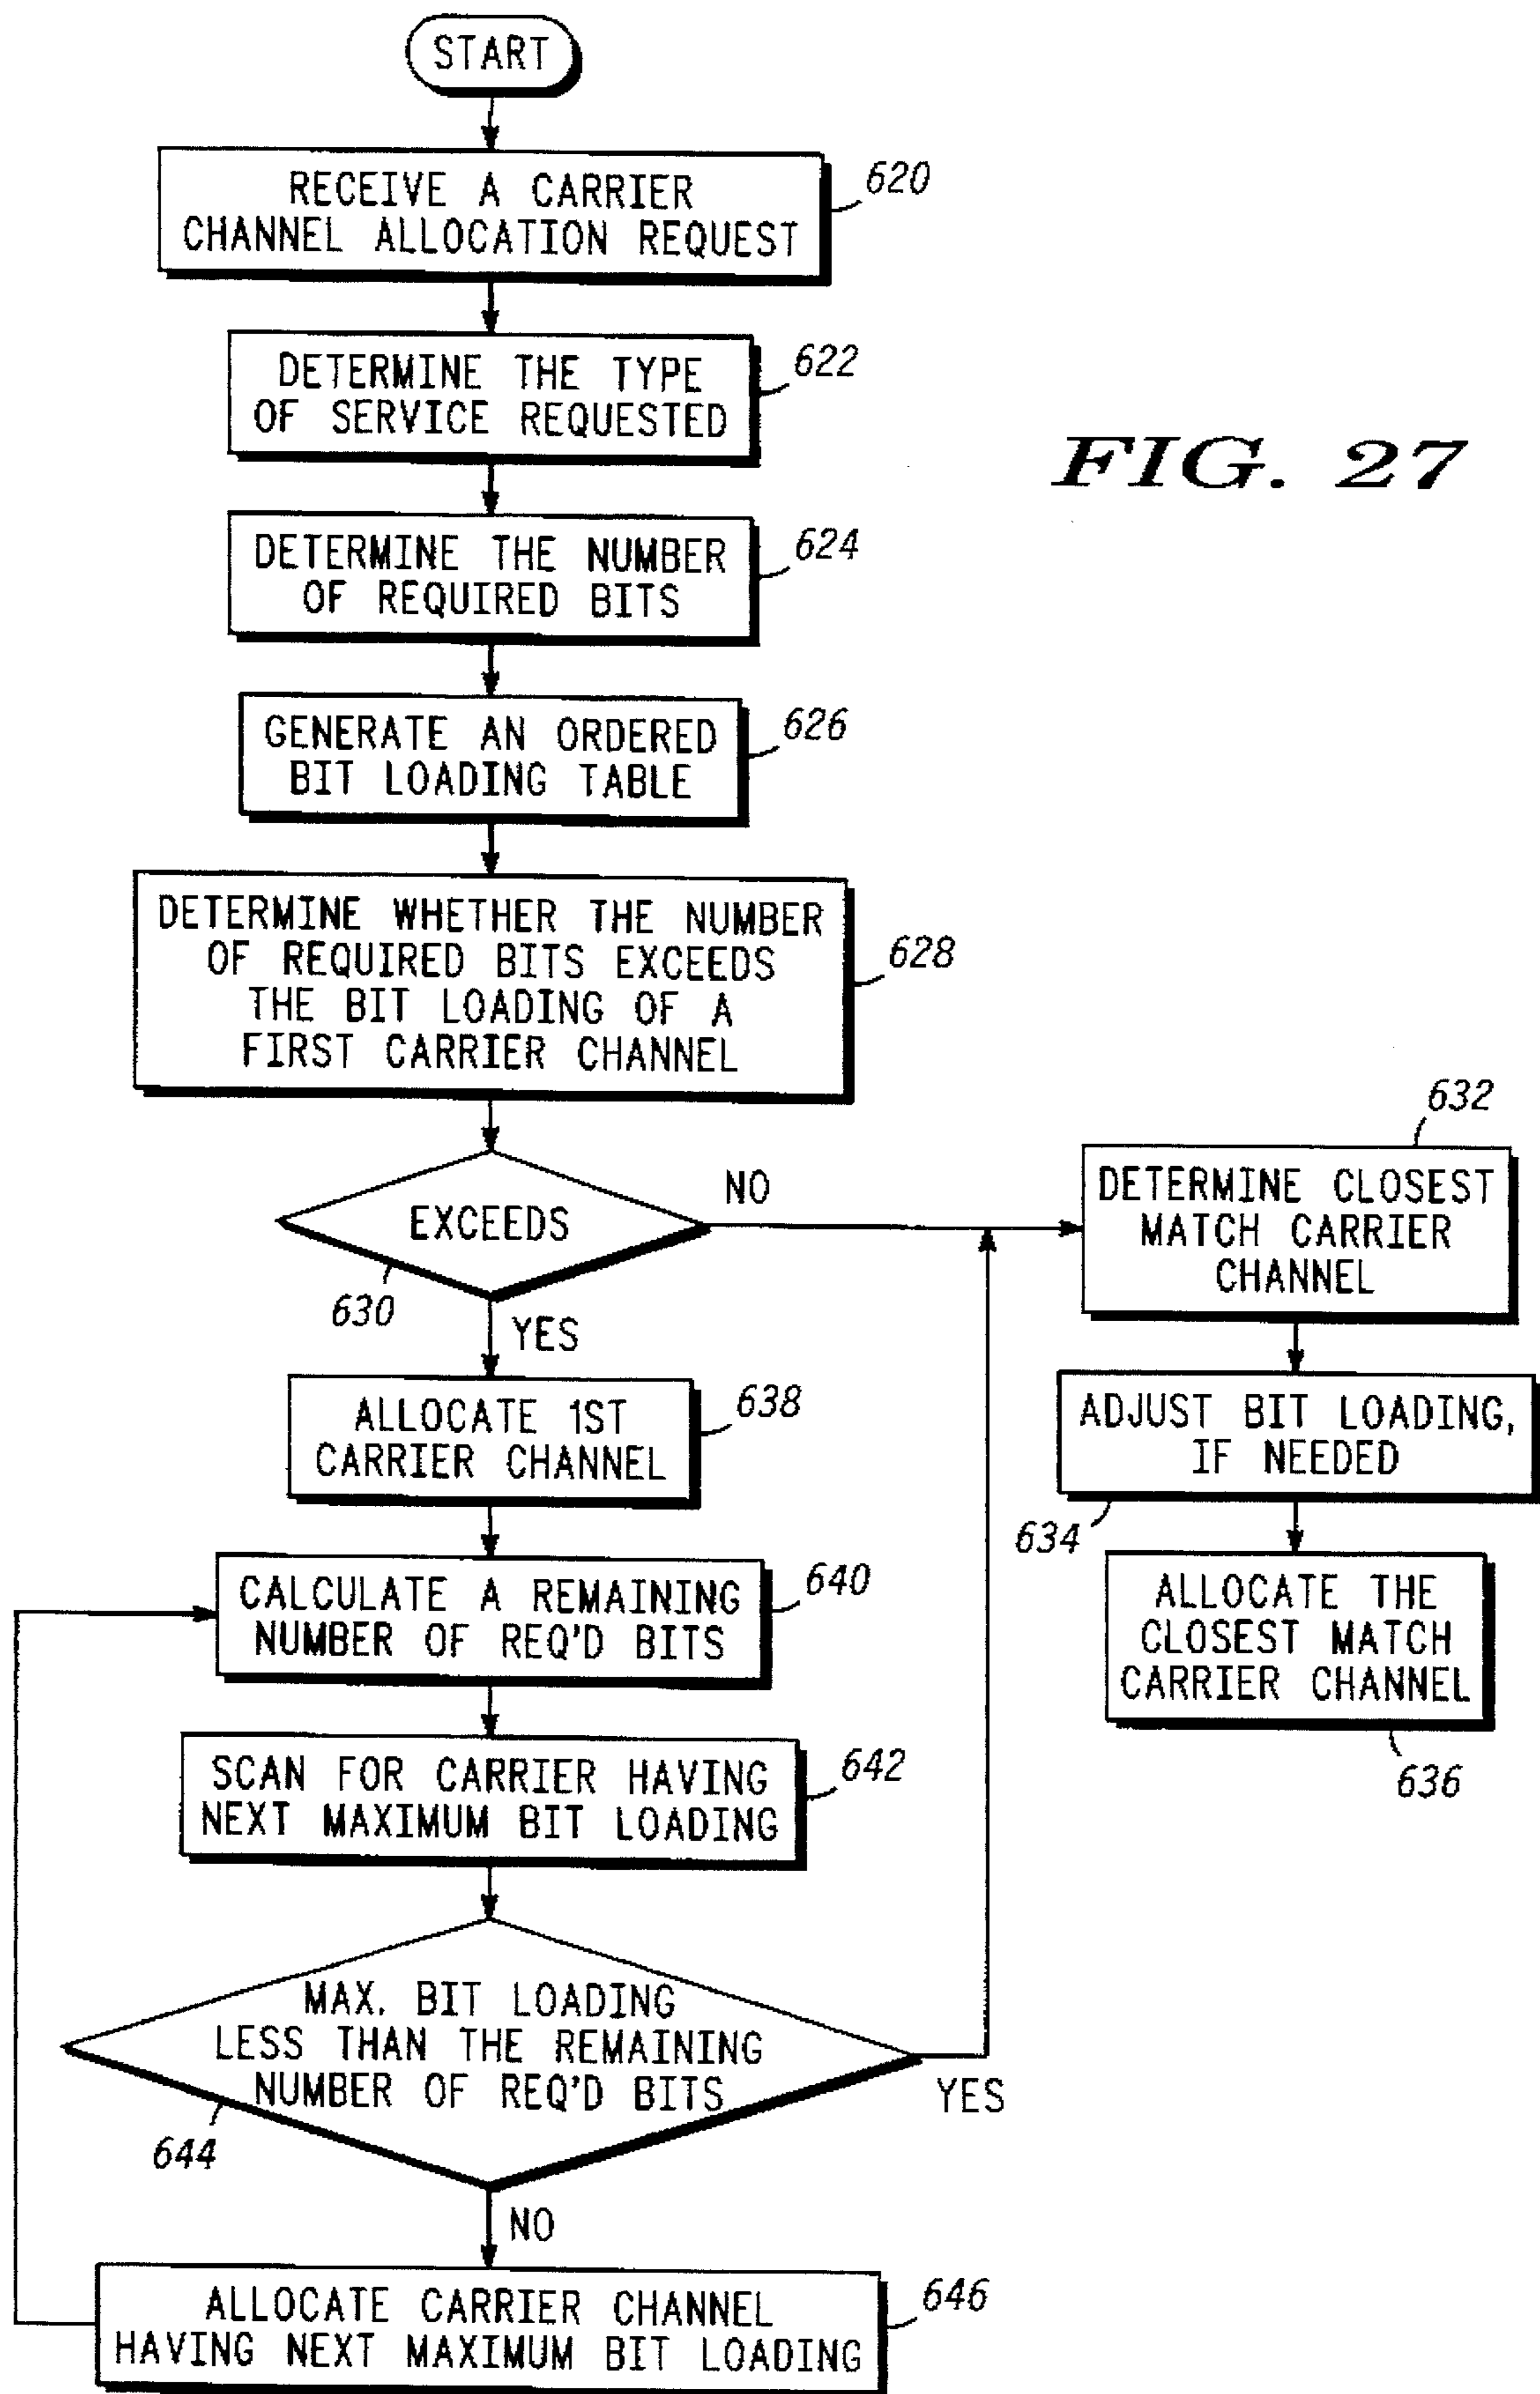 START
RECEIVE A CARRIER
CHANNEL ALLOCATION REQUEST
620
DETERMINE THE TYPE
OF SERVICE REQUESTED
622
FIG. 27
DETERMINE THE NUMBER
OF REQUIRED BITS
624
GENERATE AN ORDERED
BIT LOADING TABLE
626
DETERMINE WHETHER THE NUMBER
OF REQUIRED BITS EXCEEDS
THE BIT LOADING OF A
FIRST CARRIER CHANNEL
628
EXCEEDS
630
NO
YES
632
DETERMINE CLOSEST
MATCH CARRIER
CHANNEL
ADJUST BIT LOADING,
IF NEEDED
634
ALLOCATE THE
CLOSEST MATCH
CARRIER CHANNEL
636
ALLOCATE 1ST
CARRIER CHANNEL
638
CALCULATE A REMAINING
NUMBER OF REQ'D BITS
640
SCAN FOR CARRIER HAVING
NEXT MAXIMUM BIT LOADING
642
MAX. BIT LOADING
LESS THAN THE REMAINING
NUMBER OF REQ'D BITS
644
YES
NO
ALLOCATE CARRIER CHANNEL
HAVING NEXT MAXIMUM BIT LOADING
646